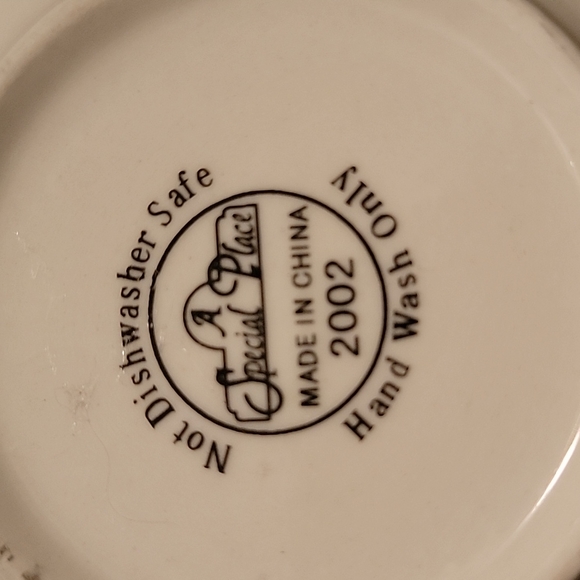 Not Dishwasher Safe
A
Special Place
MADE IN CHINA
2002
Hand Wash Only